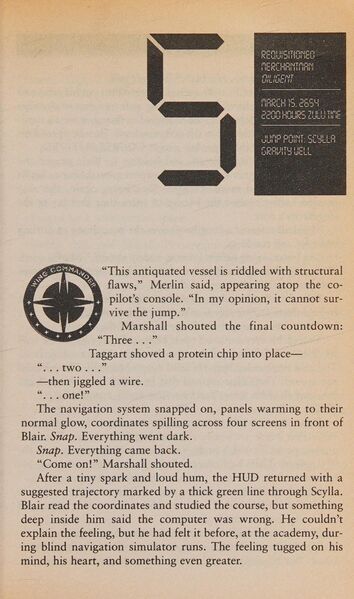 5
REQUISITIONED
MERCHANTMAN
DILIGENT
MARCH 15, 2654
2200 HOURS ZULU TIME
JUMP POINT: SCYLLA
GRAVITY WELL
WING COMMANDER
“This antiquated vessel is riddled with structural
flaws,” Merlin said, appearing atop the co-
pilot’s console. “In my opinion, it cannot sur-
vive the jump.”
Marshall shouted the final countdown:
“Three . . .”
Taggart shoved a protein chip into place—
“. . . two . . .”
—then jiggled a wire.
“. . . one!”
The navigation system snapped on, panels warming to their
normal glow, coordinates spilling across four screens in front of
Blair. Snap. Everything went dark.
Snap. Everything came back.
“Come on!” Marshall shouted.
After a tiny spark and loud hum, the HUD returned with a
suggested trajectory marked by a thick green line through Scylla.
Blair read the coordinates and studied the course, but something
deep inside him said the computer was wrong. He couldn’t
explain the feeling, but he had felt it before, at the academy, dur-
ing blind navigation simulator runs. The feeling tugged on his
mind, his heart, and something even greater.